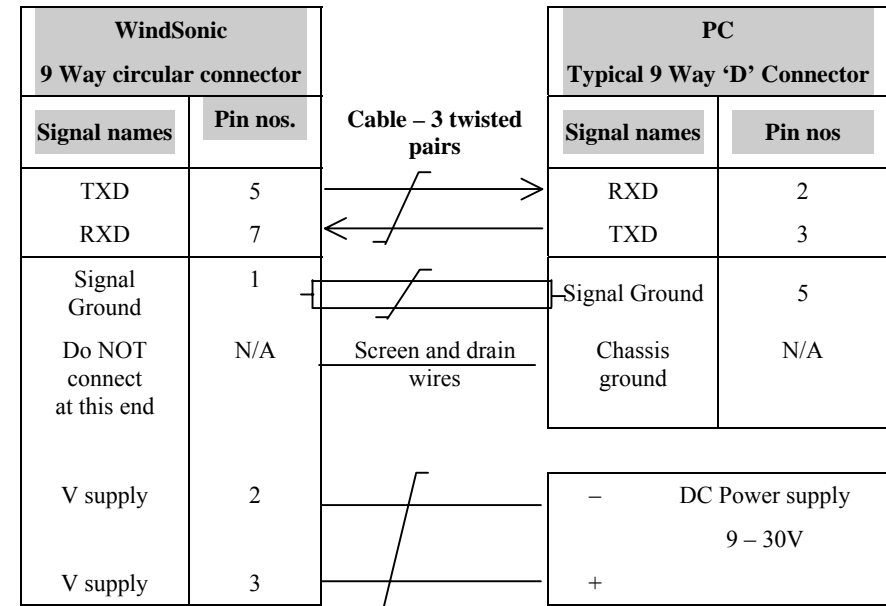 WindSonic
9 Way circular connector
PC
Typical 9 Way ‘D’ Connector
Signal names Pin nos.
Cable – 3 twisted
pairs
Signal names Pin nos
TXD 5 RXD 2
RXD 7 TXD 3
Signal
Ground
1
Signal Ground 5
Do NOT
connect
at this end
N/A
Screen and drain
wires
Chassis
ground
N/A
V supply 2 – DC Power supply
9 – 30V
V supply 3 +